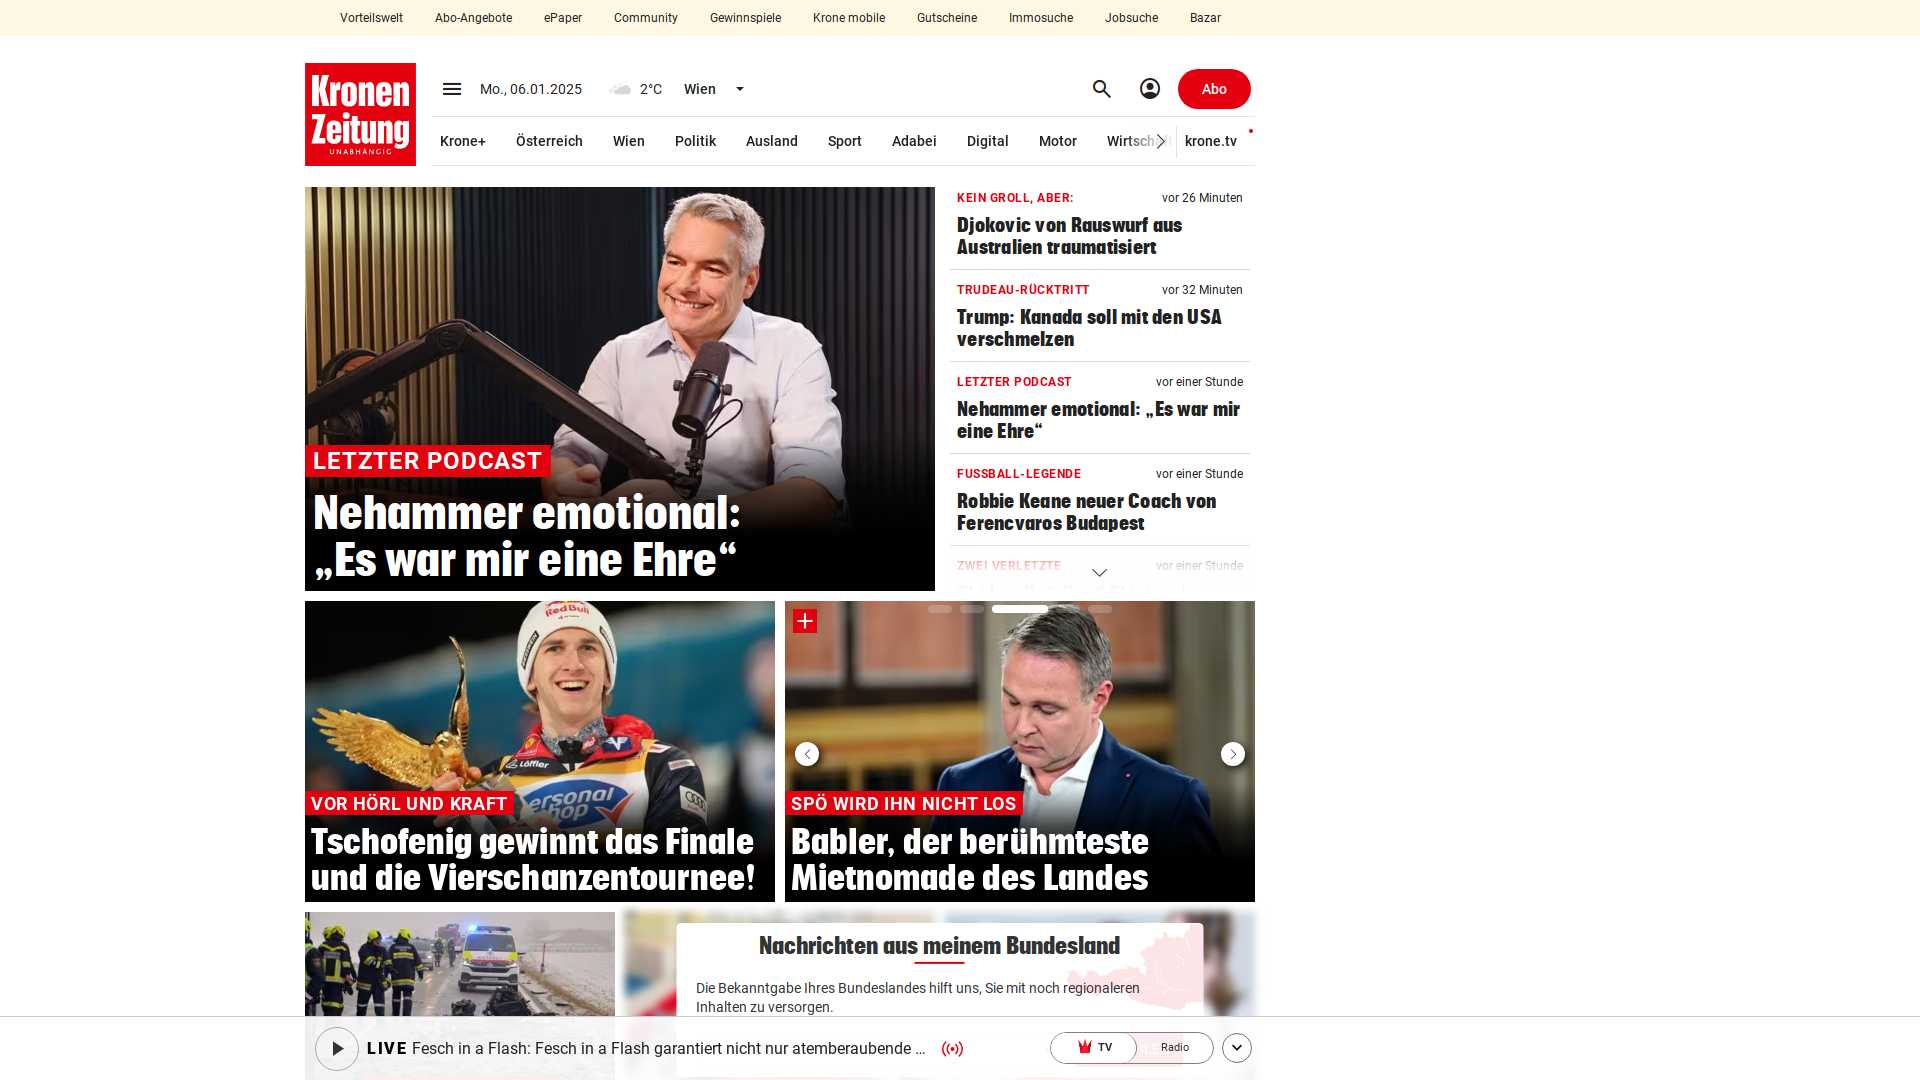 Vorteilswelt
Abo-Angebote
ePaper
Community
Gewinnspiele
Krone mobile
Gutscheine
Immosuche
Jobsuche
Bazar
Kronen
Zeitung
UNABHÄNGIG
Mo., 06.01.2025
2°C
Wien
Abo
Krone+
Österreich
Wien
Politik
Ausland
Sport
Adabei
Digital
Motor
krone.tv
LETZTER PODCAST
Nehammer emotional:
„Es war mir eine Ehre“
KEIN GROLL, ABER:
vor 26 Minuten
Djokovic von Rauswurf aus
Australien traumatisiert
TRUDEAU-RÜCKTRITT
vor 32 Minuten
Trump: Kanada soll mit den USA
verschmelzen
LETZTER PODCAST
vor einer Stunde
Nehammer emotional: „Es war mir
eine Ehre“
FUSSBALL-LEGENDE
vor einer Stunde
Robbie Keane neuer Coach von
Ferencvaros Budapest
ZWEI VERLETZTE
vor einer Stunde
Red Bull
Löffler
ersonal
hop
VOR HÖRL UND KRAFT
Tschofenig gewinnt das Finale
und die Vierschanzentournee!
SPÖ WIRD IHN NICHT LOS
Babler, der berühmteste
Mietnomade des Landes
Nachrichten aus meinem Bundesland
Die Bekanntgabe Ihres Bundeslandes hilft uns, Sie mit noch regionaleren
Inhalten zu versorgen.
LIVE Fesch in a Flash: Fesch in a Flash garantiert nicht nur atemberaubende ...
TV
Radio